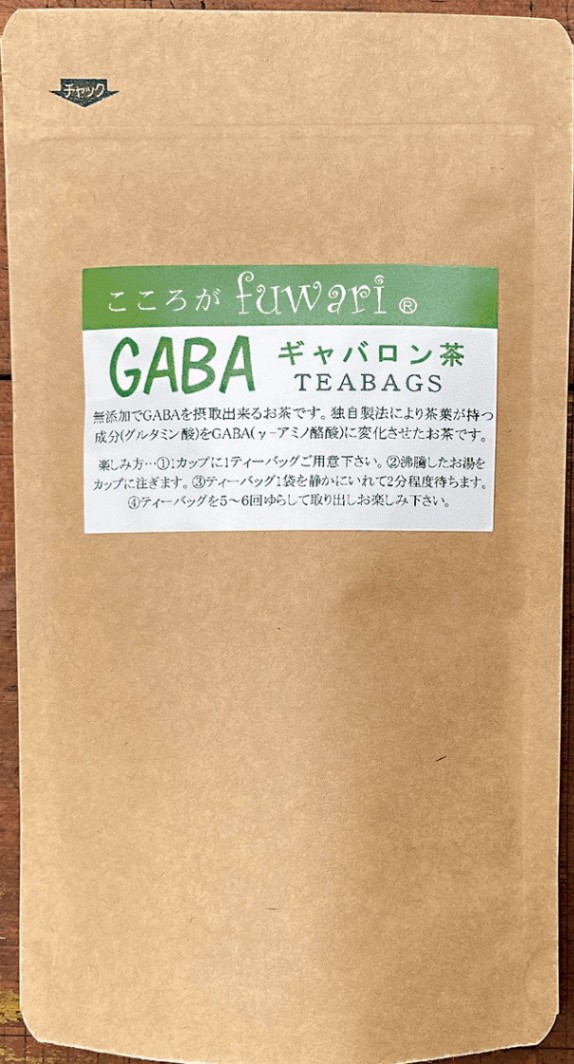 チャック
こころが fuwari ®
GABA ギャバロン茶
TEABAGS
無添加でGABAを摂取出来るお茶です。独自製法により茶葉が持つ
成分(グルタミン酸)をGABA(γ-アミノ酪酸)に変化させたお茶です。
楽しみ方…①1カップに1ティーバッグご用意下さい。②沸騰したお湯を
カップに注ぎます。③ティーバッグ1袋を静かにいれて2分程度待ちます。
④ティーバッグを5～6回ゆらして取り出しお楽しみ下さい。